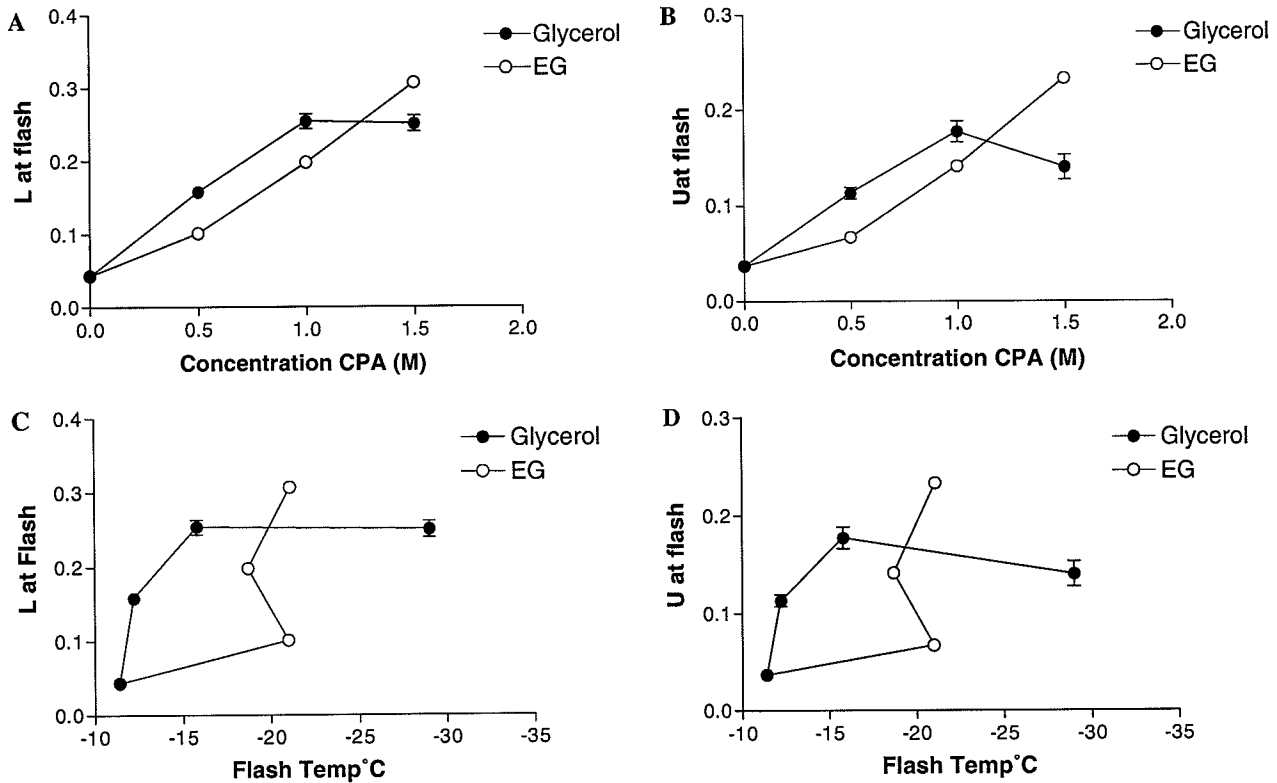 A
0.4
0.3
0.2
0.1
0.0
L at flash
Glycerol
EG
0.0
0.5
1.0
1.5
2.0
Concentration CPA (M)
B
0.3
0.2
0.1
0.0
Uat flash
Glycerol
EG
0.0
0.5
1.0
1.5
2.0
Concentration CPA (M)
C
0.4
0.3
0.2
0.1
0.0
L at Flash
Glycerol
EG
-10
-15
-20
-25
-30
-35
Flash Temp°C
D
0.3
0.2
0.1
0.0
U at flash
Glycerol
EG
-10
-15
-20
-25
-30
-35
Flash Temp°C